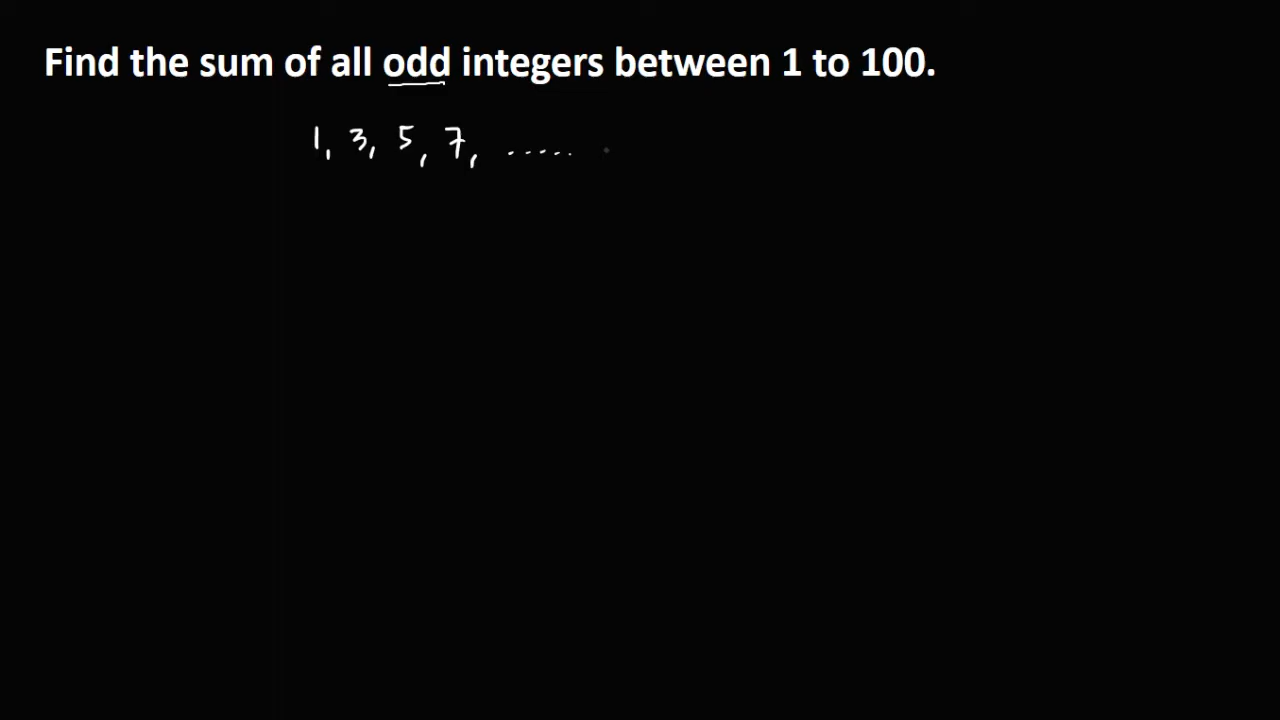 Find the sum of all odd integers between 1 to 100.
1, 3, 5, 7, ......